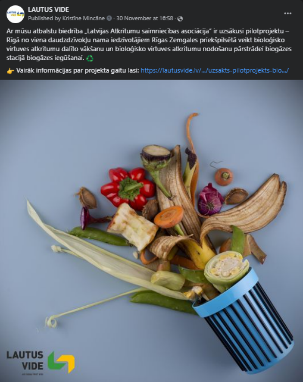 LAUTUS VIDE
Published by Kristīne Mincāne · 30 November at 18:58 ·
Ar mūsu atbalstu biedrība „Latvijas Atkritumu saimniecības asociācija" ir uzsākusi pilotprojektu –
Rīgā no viena daudzdzīvokļu nama iedzīvotājiem Rīgas Zemgales priekšpilsētā veikt bioloģisko
virtuves atkritumu dalīto vākšanu un bioloģisko virtuves atkritumu nodošanu pārstrādei biogāzes
stacijā biogāzes iegūšanai.
Vairāk informācijas par projekta gaitu lasi: https://lautusvide.lv/.../uzsakts-pilotprojekts-bio.../
LAUTUS
VIDE